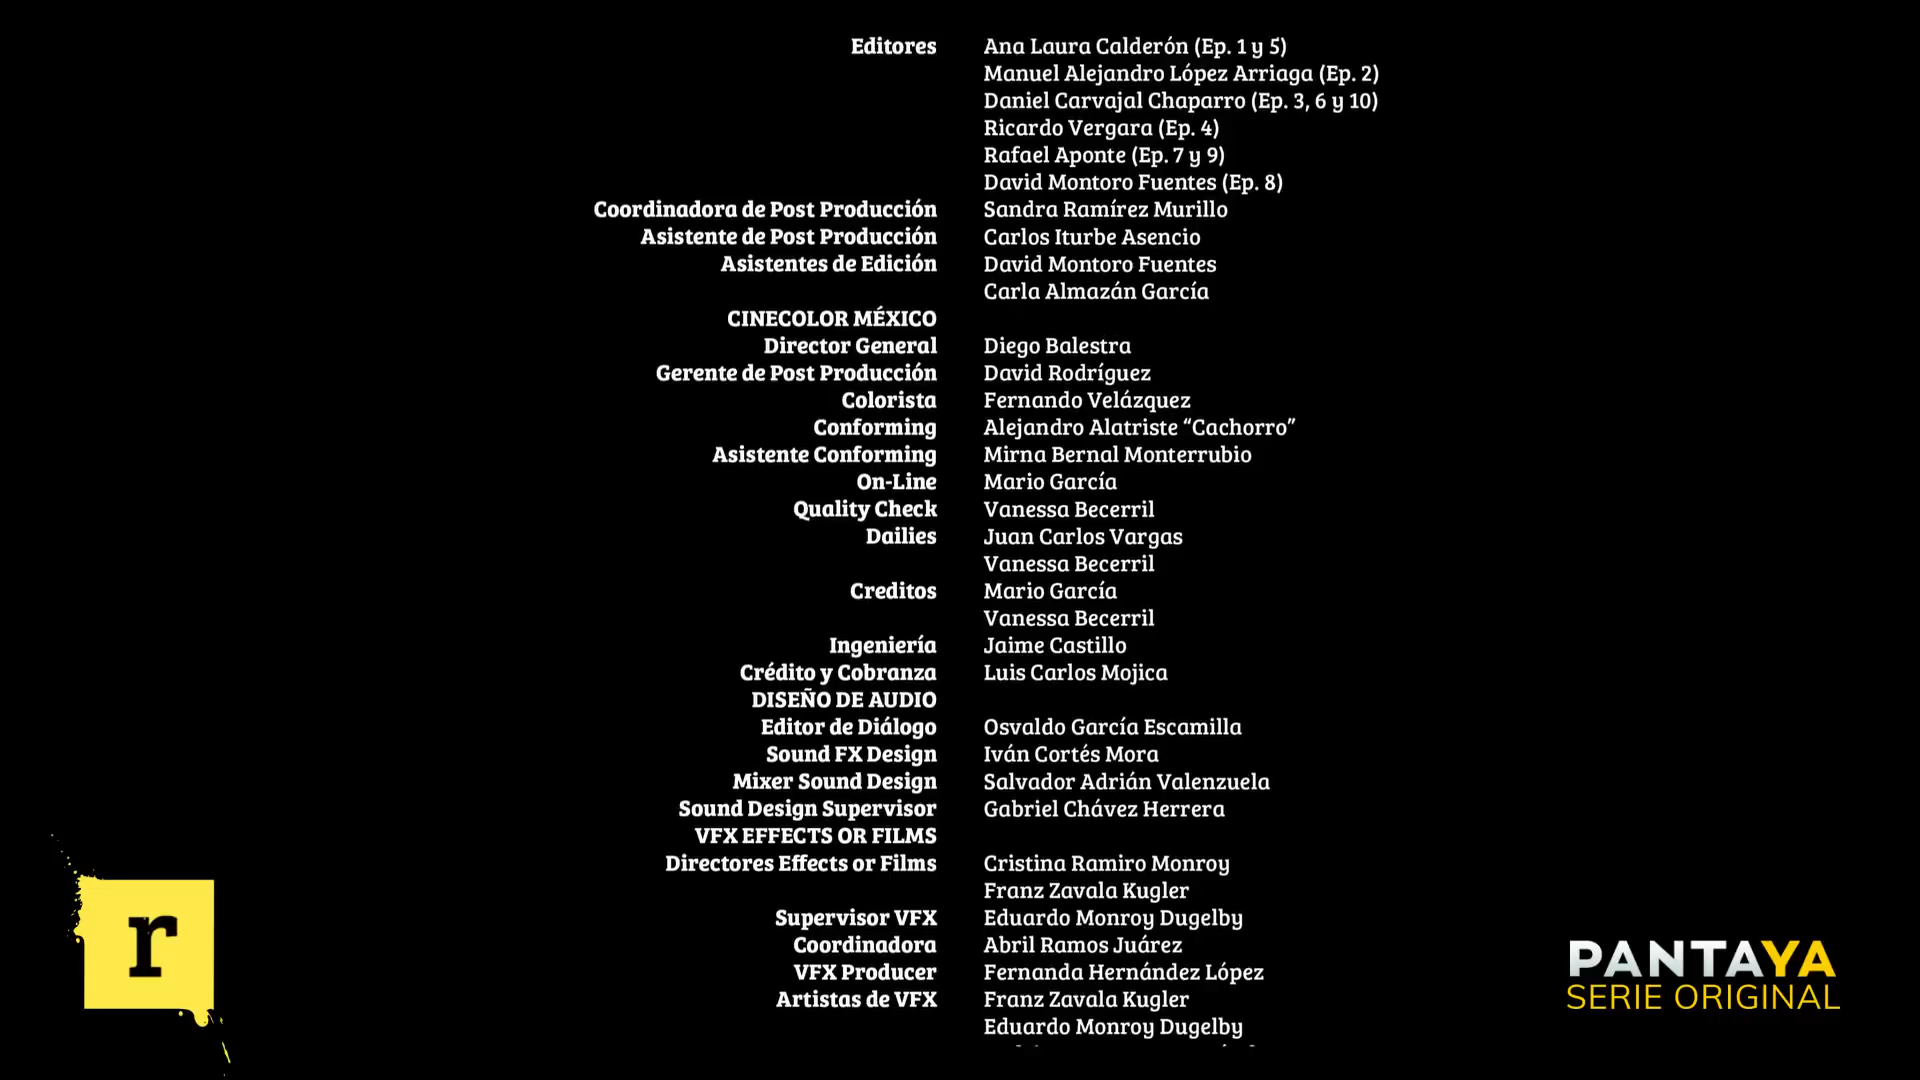 Editores Ana Laura Calderón (Ep. 1 y 5)
Manuel Alejandro López Arriaga (Ep. 2)
Daniel Carvajal Chaparro (Ep. 3, 6 y 10)
Ricardo Vergara (Ep. 4)
Rafael Aponte (Ep. 7 y 9)
David Montoro Fuentes (Ep. 8)
Coordinadora de Post Producción Sandra Ramírez Murillo
Asistente de Post Producción Carlos Iturbe Asencio
Asistentes de Edición David Montoro Fuentes
Carla Almazán García
CINECOLOR MÉXICO
Director General Diego Balestra
Gerente de Post Producción David Rodríguez
Colorista Fernando Velázquez
Conforming Alejandro Alatriste “Cachorro”
Asistente Conforming Mirna Bernal Monterrubio
On-Line Mario García
Quality Check Vanessa Becerril
Dailies Juan Carlos Vargas
Vanessa Becerril
Creditos Mario García
Vanessa Becerril
Ingeniería Jaime Castillo
Crédito y Cobranza Luis Carlos Mojica
DISEÑO DE AUDIO
Editor de Diálogo Osvaldo García Escamilla
Sound FX Design Iván Cortés Mora
Mixer Sound Design Salvador Adrián Valenzuela
Sound Design Supervisor Gabriel Chávez Herrera
VFX EFFECTS OR FILMS
Directores Effects or Films Cristina Ramiro Monroy
Franz Zavala Kugler
Supervisor VFX Eduardo Monroy Dugelby
Coordinadora Abril Ramos Juárez
VFX Producer Fernanda Hernández López
Artistas de VFX Franz Zavala Kugler
Eduardo Monroy Dugelby
r
PANTAYA
SERIE ORIGINAL